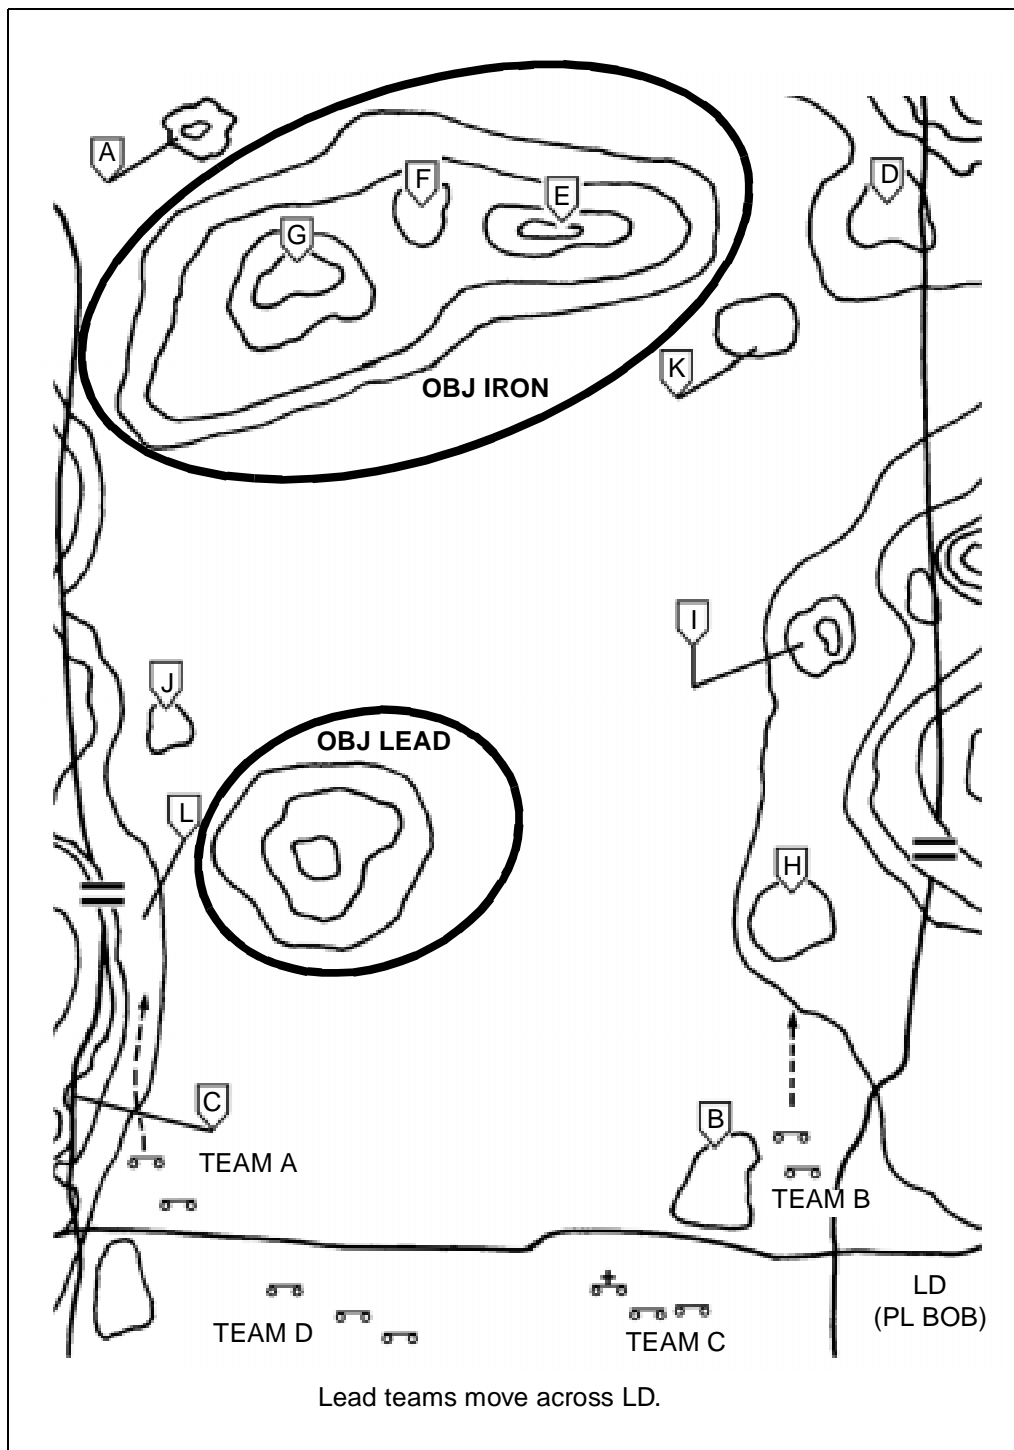 A
F
E
D
G
K
OBJ IRON
I
J
OBJ LEAD
L
H
C
B
TEAM A
TEAM B
LD
(PL BOB)
TEAM D
TEAM C
Lead teams move across LD.